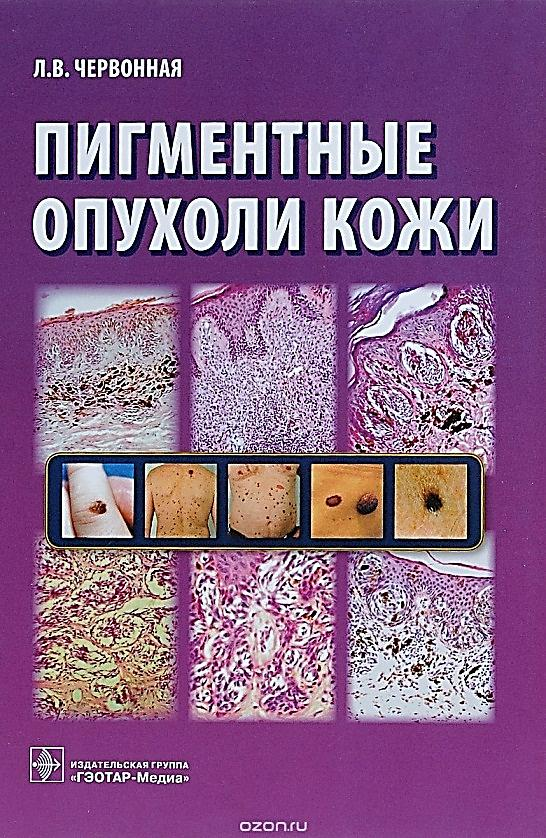 Л.В. ЧЕРВОННАЯ
ПИГМЕНТНЫЕ
ОПУХОЛИ КОЖИ
ИЗДАТЕЛЬСКАЯ ГРУППА
«ГЭОТАР-Медиа»
ozon.ru